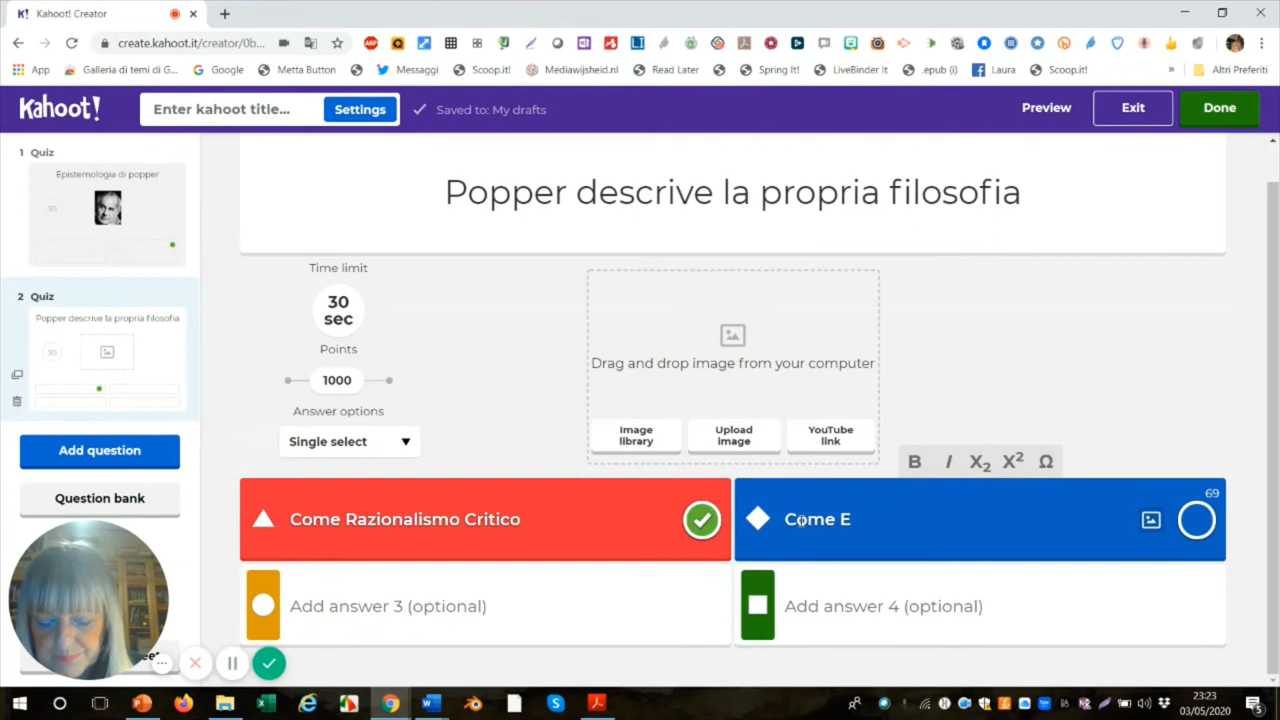 K! Kahoot! Creator
create.kahoot.it/creator/0b...
ABP
App Galleria di temi di G... Google Metta Button Messaggi Scoop.it! Mediawijsheid.nl Read Later Spring It! LiveBinder It .epub (i) Laura Scoop.it! » Altri Preferiti
Kahoot! Enter kahoot title... Settings Saved to: My drafts Preview Exit Done
1 Quiz
Epistemologia di popper
30
2 Quiz
Popper descrive la propria filosofia
30
Add question
Question bank
Popper descrive la propria filosofia
Time limit
30
sec
Points
1000
Answer options
Single select
Drag and drop image from your computer
Image library
Upload image
YouTube link
B I X2 X2 Ω
Come Razionalismo Critico
Come E
69
Add answer 3 (optional)
Add answer 4 (optional)
23:23
03/05/2020
5